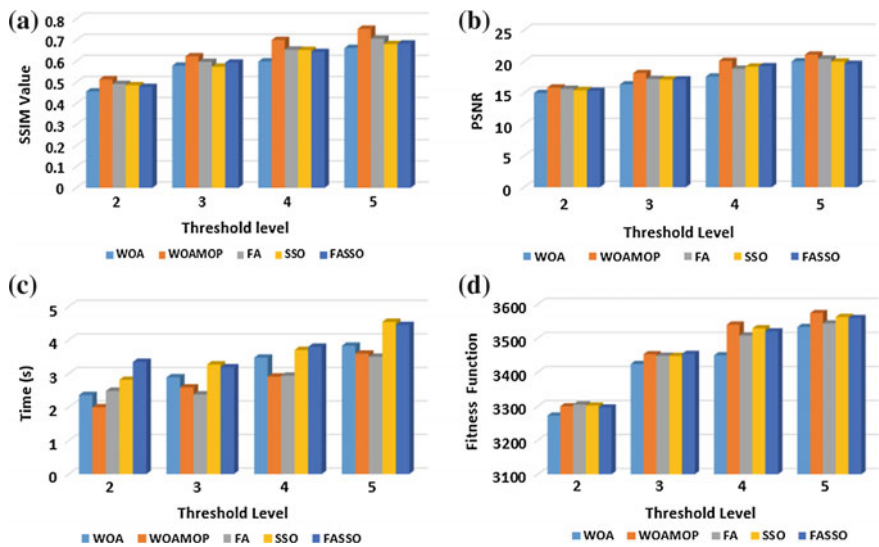 (a)
0.8
0.7
0.6
0.5
0.4
0.3
0.2
0.1
0
SSIM Value
2 3 4 5
Threshold level
WOA WOAMOP FA SSO FASSO
(b)
25
20
15
10
5
0
PSNR
2 3 4 5
Threshold Level
WOA WOAMOP FA SSO FASSO
(c)
5
4
3
2
1
0
Time (s)
2 3 4 5
Threshold Level
WOA WOAMOP FA SSO FASSO
(d)
3600
3500
3400
3300
3200
3100
Fitness Function
2 3 4 5
Threshold Level
WOA WOAMOP FA SSO FASSO